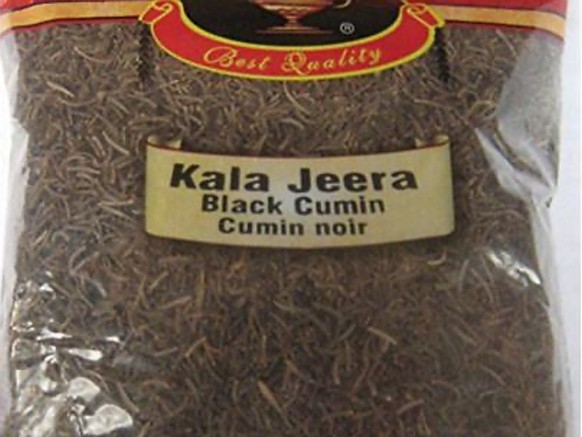 ®
Best Quality
Kala Jeera
Black Cumin
Cumin noir